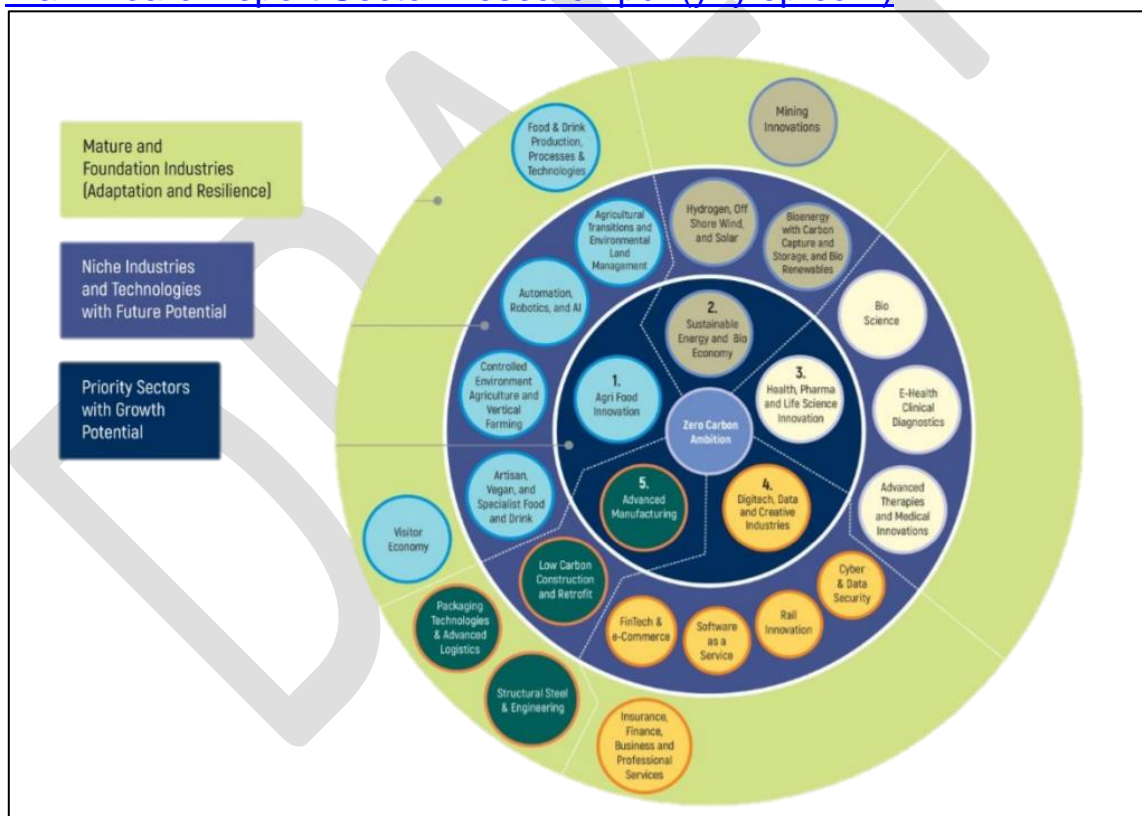 Mature and
Foundation Industries
(Adaptation and Resilience)
Niche Industries
and Technologies
with Future Potential
Priority Sectors
with Growth
Potential
Food & Drink
Production,
Processes &
Technologies
Mining
Innovations
Agricultural
Transitions and
Environmental
Land
Management
Hydrogen, Off
Shore Wind,
and Solar
Bioenergy
with Carbon
Capture and
Storage, and Bio
Renewables
Automation,
Robotics, and AI
Bio
Science
2.
Sustainable
Energy and Bio
Economy
Controlled
Environment
Agriculture and
Vertical
Farming
1.
Agri Food
Innovation
3.
Health, Pharma
and Life Science
Innovation
E-Health
Clinical
Diagnostics
Zero Carbon
Ambition
Artisan,
Vegan, and
Specialist Food
and Drink
5.
Advanced
Manufacturing
4.
Digitech, Data
and Creative
Industries
Advanced
Therapies
and Medical
Innovations
Visitor
Economy
Low Carbon
Construction
and Retrofit
Cyber
& Data
Security
Packaging
Technologies
& Advanced
Logistics
FinTech &
e-Commerce
Software
as a
Service
Rail
Innovation
Structural Steel
& Engineering
Insurance,
Finance,
Business and
Professional
Services